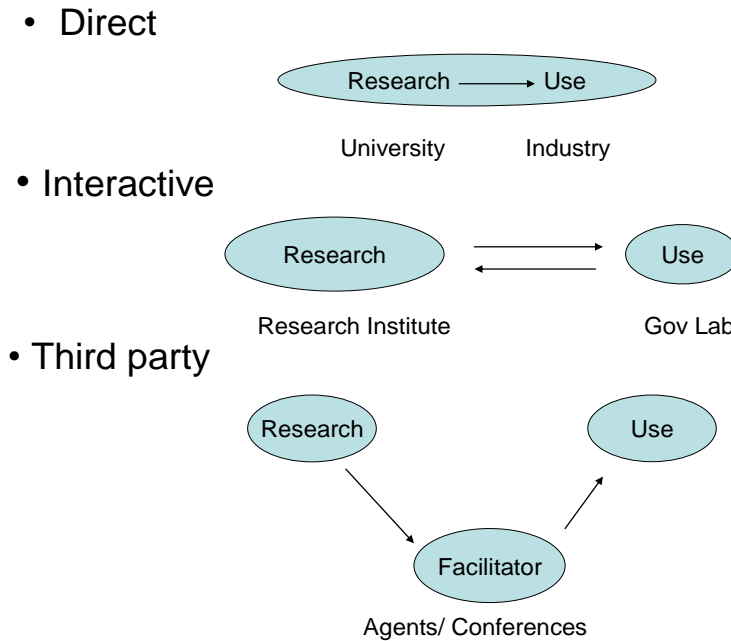 • Direct
Research Use
University Industry
• Interactive
Research Use
Research Institute Gov Lab
• Third party
Research Use
Facilitator
Agents/ Conferences